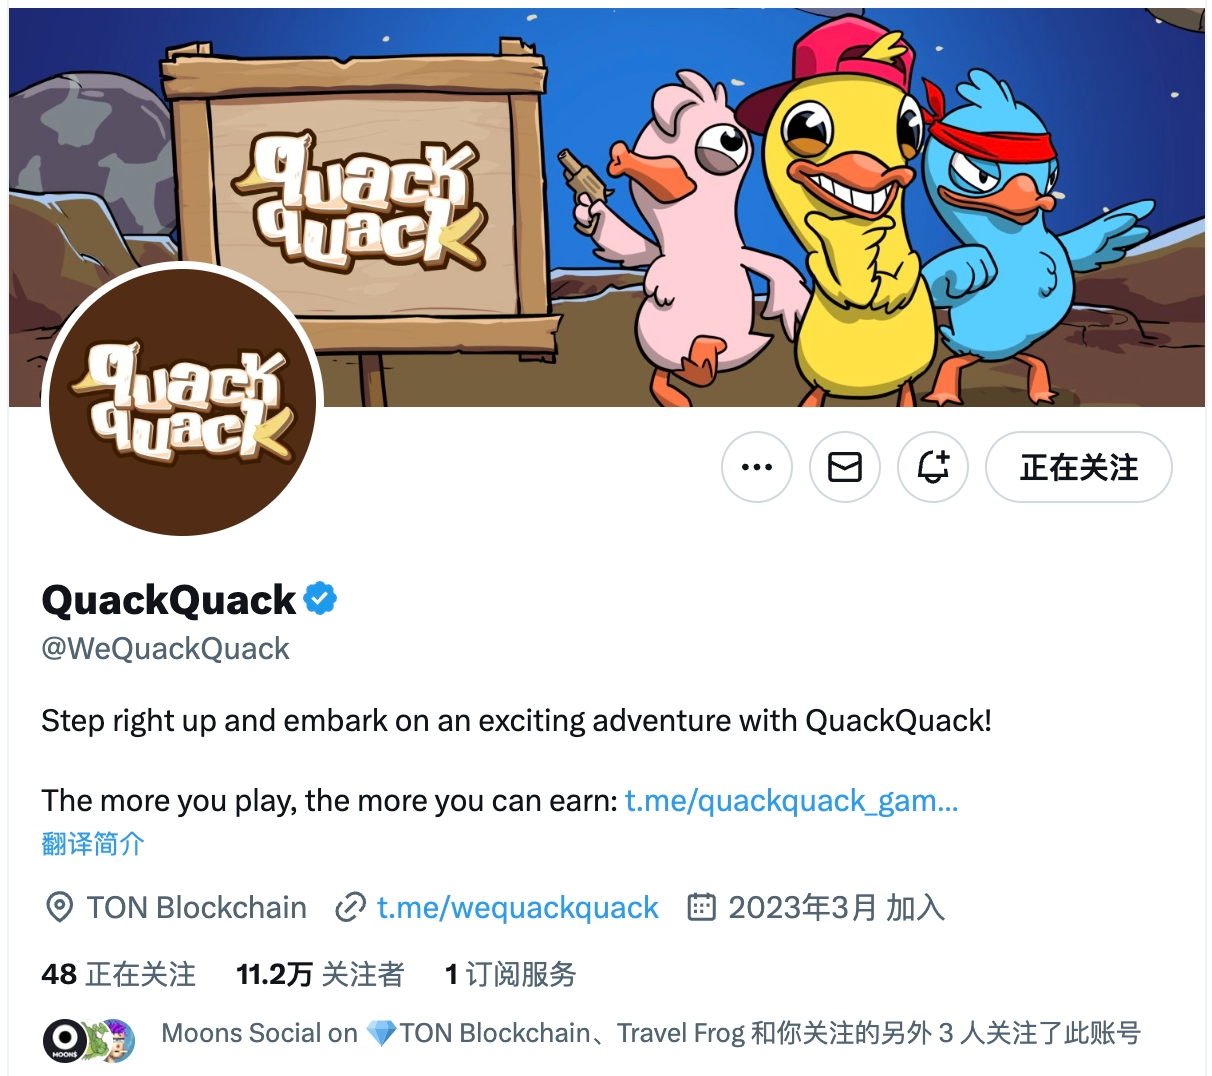 quack
quack
quack
quack
正在关注
QuackQuack
@WeQuackQuack
Step right up and embark on an exciting adventure with QuackQuack!
The more you play, the more you can earn: t.me/quackquack_gam...
翻译简介
TON Blockchain t.me/wequackquack 2023年3月 加入
48 正在关注 11.2万 关注者 1 订阅服务
MOONS
Moons Social on 💎TON Blockchain、Travel Frog 和你关注的另外 3 人关注了此账号